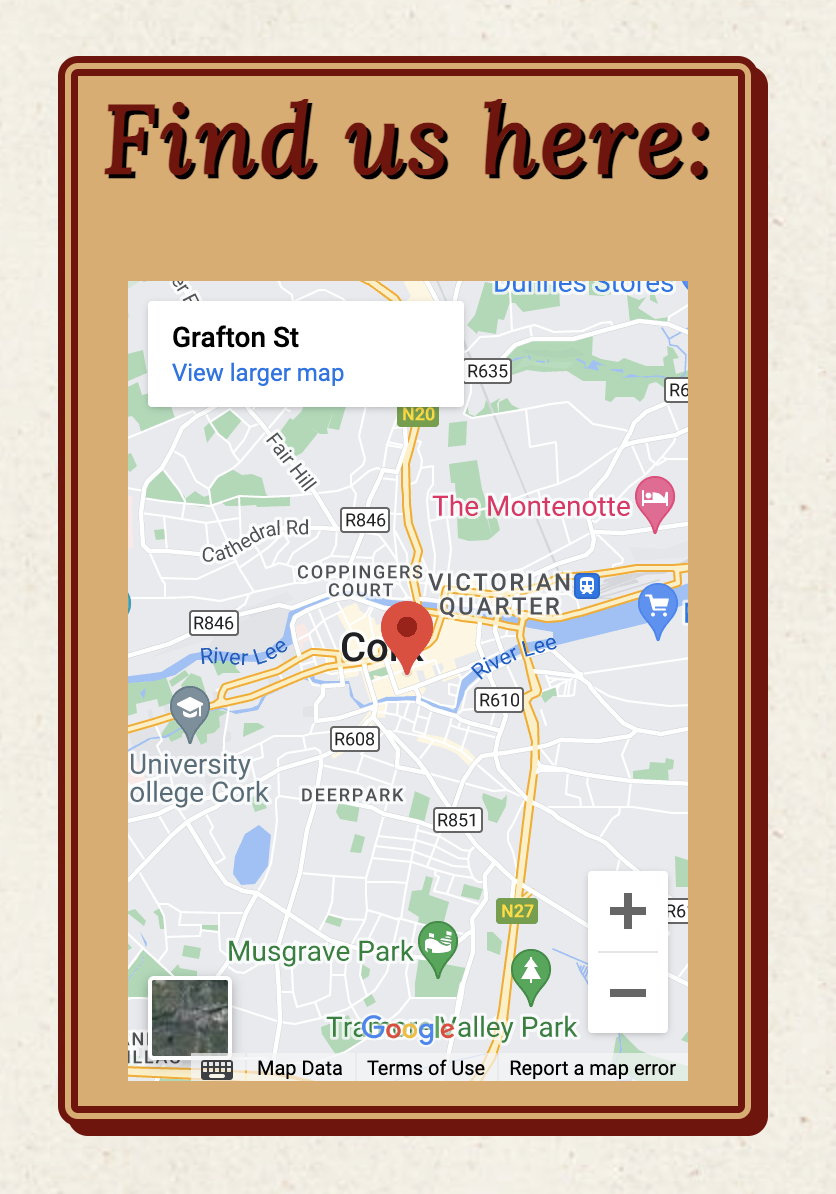 Find us here:
Dunnes Stores
Grafton St
View larger map
R635
N20
Fair Hill
The Montenotte
R846
Cathedral Rd
COPPINGERS
COURT
VICTORIAN
QUARTER
R846
Cork
River Lee
River Lee
R610
R608
University
ollege Cork
DEERPARK
R851
N27
Musgrave Park
Tramore Valley Park
Google
Map Data
Terms of Use
Report a map error